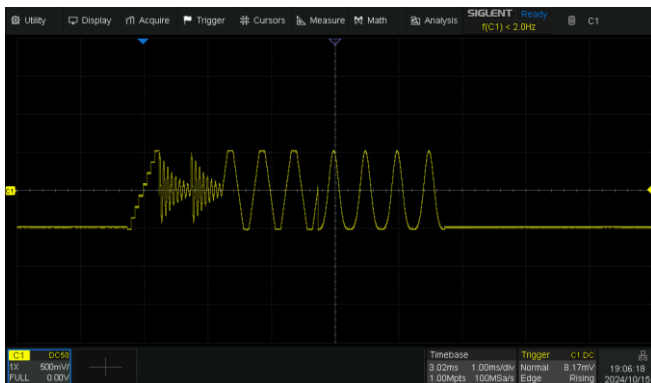 Utility Display Acquire Trigger Cursors Measure Math Analysis SIGLENT Ready C1
f(C1) < 2.0Hz
C1
C1 DC50
1X 500mV/
FULL 0.00V
Timebase
3.02ms 1.00ms/div
1.00Mpts 100MSa/s
Trigger C1 DC
Normal 8.17mV
Edge Rising
19:06:18
2024/10/15